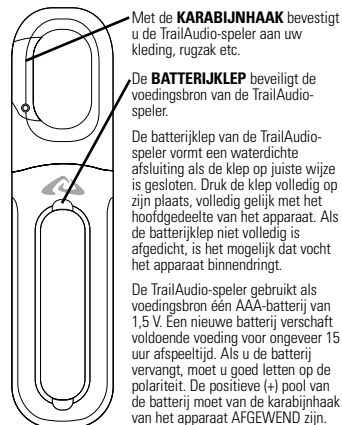 Met de KARABIJNHAAK bevestigt
u de TrailAudio-speler aan uw
kleding, rugzak etc.
De BATTERIJKLEP beveiligt de
voedingsbron van de TrailAudio-
speler.
De batterijklep van de TrailAudio-
speler vormt een waterdichte
afsluiting als de klep op juiste wijze
is gesloten. Druk de klep volledig op
zijn plaats, volledig gelijk met het
hoofdgedeelte van het apparaat. Als
de batterijklep niet volledig is
afgedicht, is het mogelijk dat vocht
het apparaat binnendringt.
De TrailAudio-speler gebruikt als
voedingsbron één AAA-batterij van
1,5 V. Een nieuwe batterij verschaft
voldoende voeding voor ongeveer 15
uur afspeeltijd. Als u de batterij
vervangt, moet u goed letten op de
polariteit. De positieve (+) pool van
de batterij moet van de karabijnhaak
van het apparaat AFGEWEND zijn.